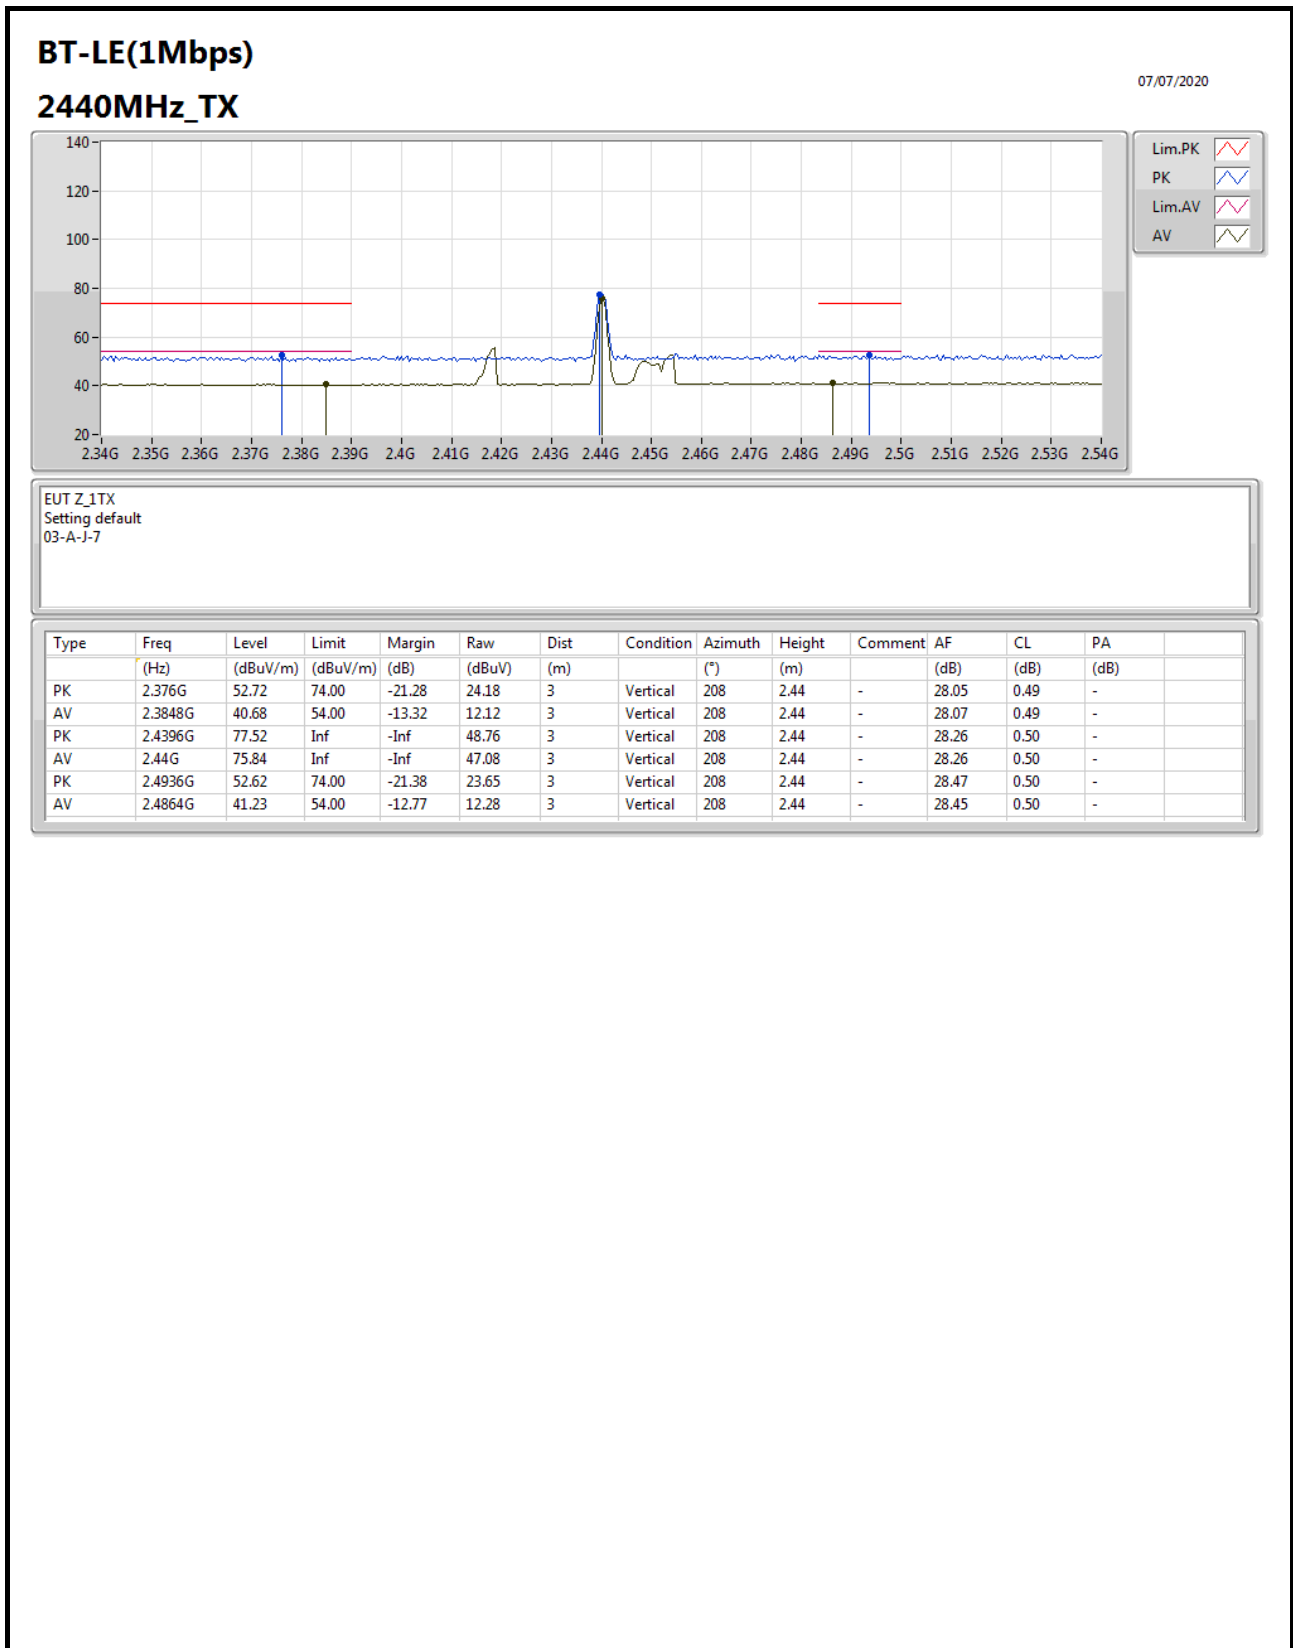 BT-LE(1Mbps)
07/07/2020
2440MHz_TX
140
120
100
80
60
40
20
2.34G 2.35G 2.36G 2.37G 2.38G 2.39G 2.4G 2.41G 2.42G 2.43G 2.44G 2.45G 2.46G 2.47G 2.48G 2.49G 2.5G 2.51G 2.52G 2.53G 2.54G
Lim.PK
PK
Lim.AV
AV
EUT Z_1TX
Setting default
03-A-J-7
Type Freq Level Limit Margin Raw Dist Condition Azimuth Height Comment AF CL PA
(Hz) (dBuV/m) (dBuV/m) (dB) (dBuV) (m) (°) (m) (dB) (dB) (dB)
PK 2.376G 52.72 74.00 -21.28 24.18 3 Vertical 208 2.44 - 28.05 0.49 -
AV 2.3848G 40.68 54.00 -13.32 12.12 3 Vertical 208 2.44 - 28.07 0.49 -
PK 2.4396G 77.52 Inf -Inf 48.76 3 Vertical 208 2.44 - 28.26 0.50 -
AV 2.44G 75.84 Inf -Inf 47.08 3 Vertical 208 2.44 - 28.26 0.50 -
PK 2.4936G 52.62 74.00 -21.38 23.65 3 Vertical 208 2.44 - 28.47 0.50 -
AV 2.4864G 41.23 54.00 -12.77 12.28 3 Vertical 208 2.44 - 28.45 0.50 -